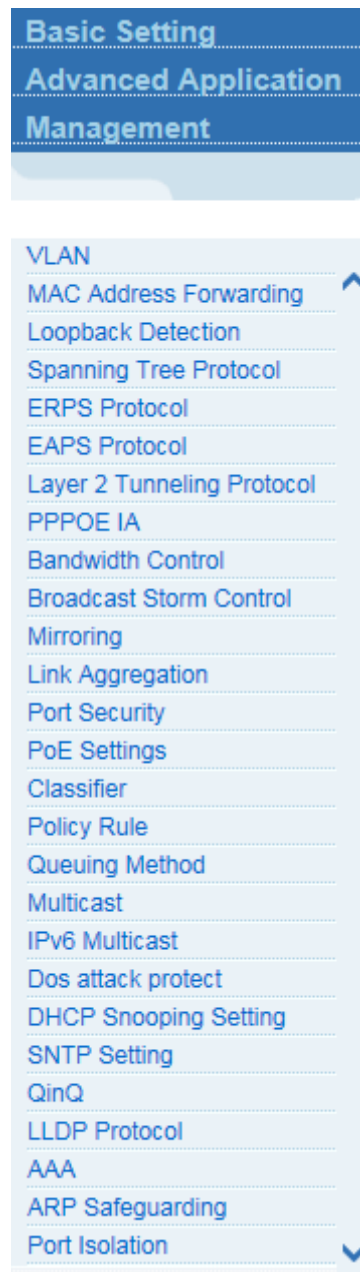 Basic Setting
Advanced Application
Management
VLAN
MAC Address Forwarding
Loopback Detection
Spanning Tree Protocol
ERPS Protocol
EAPS Protocol
Layer 2 Tunneling Protocol
PPPOE IA
Bandwidth Control
Broadcast Storm Control
Mirroring
Link Aggregation
Port Security
PoE Settings
Classifier
Policy Rule
Queuing Method
Multicast
IPv6 Multicast
Dos attack protect
DHCP Snooping Setting
SNTP Setting
QinQ
LLDP Protocol
AAA
ARP Safeguarding
Port Isolation